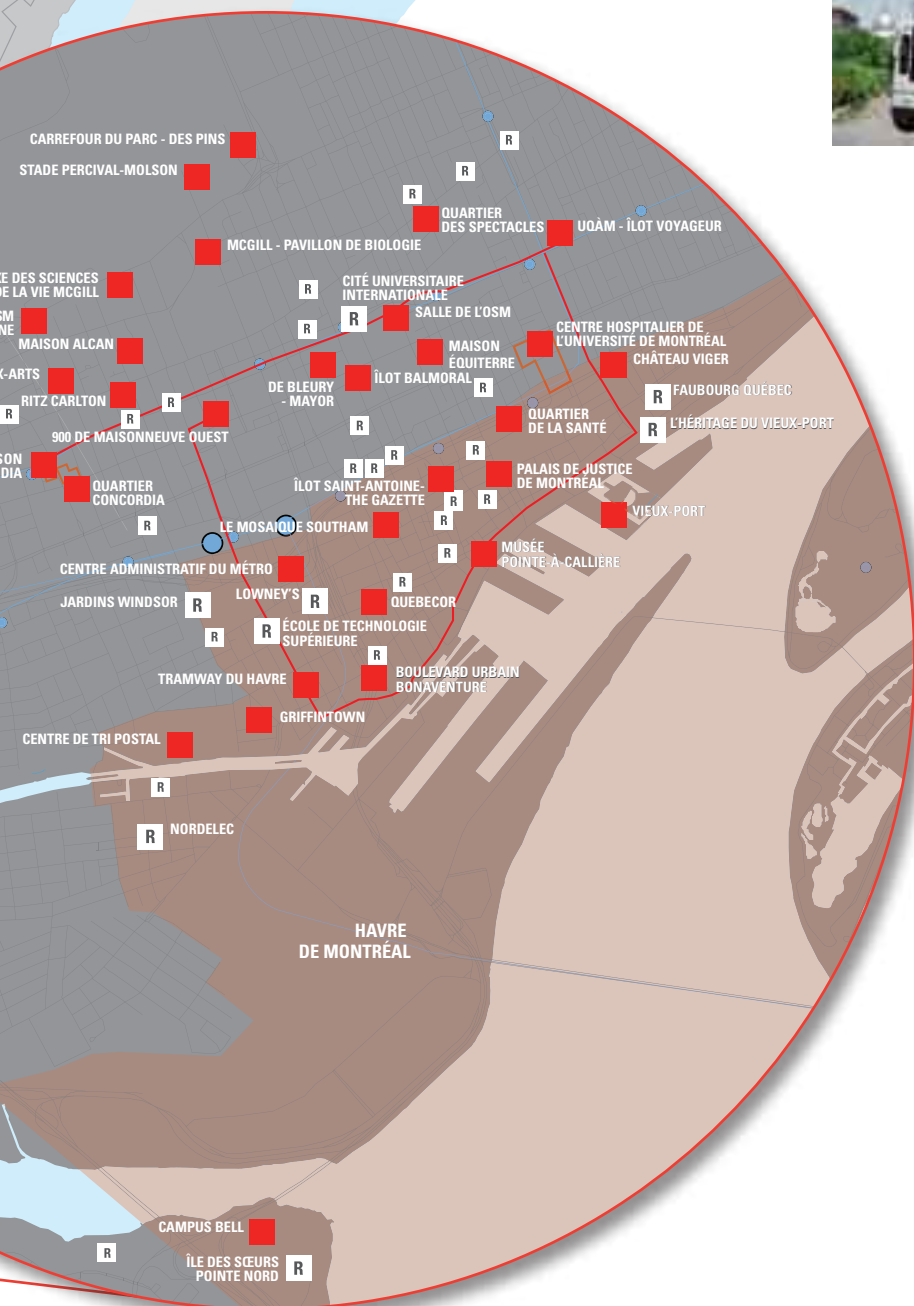 CARREFOUR DU PARC - DES PINS
R
STADE PERCIVAL-MOLSON
R
R
QUARTIER
DES SPECTACLES
UQÀM - ÎLOT VOYAGEUR
MCGILL - PAVILLON DE BIOLOGIE
DES SCIENCES
DE LA VIE MCGILL
R
CITÉ UNIVERSITAIRE
INTERNATIONALE
R
SALLE DE L'OSM
R
MAISON ALCAN
MAISON
ÉQUITERRE
CENTRE HOSPITALIER DE
L'UNIVERSITÉ DE MONTRÉAL
CHÂTEAU VIGER
X-ARTS
RITZ CARLTON
R
R
R
DE BLEURY
- MAYOR
ÎLOT BALMORAL
R
R
FAUBOURG QUEBEC
900 DE MAISONNEUVE OUEST
R
QUARTIER
DE LA SANTÉ
R
L'HÉRITAGE DU VIEUX-PORT
QUARTIER
CONCORDIA
R
R
R
R
R
ÎLOT SAINT-ANTOINE-
THE GAZETTE
PALAIS DE JUSTICE
DE MONTRÉAL
R
R
R
LE MOSAIQUE SOUTHAM
R
VIEUX-PORT
CENTRE ADMINISTRATIF DU MÉTRO
R
MUSÉE
POINTE-À-CALLIÈRE
JARDINS WINDSOR
R
LOWNEY'S
R
R
QUEBECOR
R
R
ÉCOLE DE TECHNOLOGIE
SUPÉRIEURE
R
TRAMWAY DU HAVRE
BOULEVARD URBAIN
BONAVENTURE
GRIFFINTOWN
CENTRE DE TRI POSTAL
R
R
NORDELEC
HAVRE
DE MONTRÉAL
CAMPUS BELL
R
ÎLE DES SŒURS
POINTE NORD
R